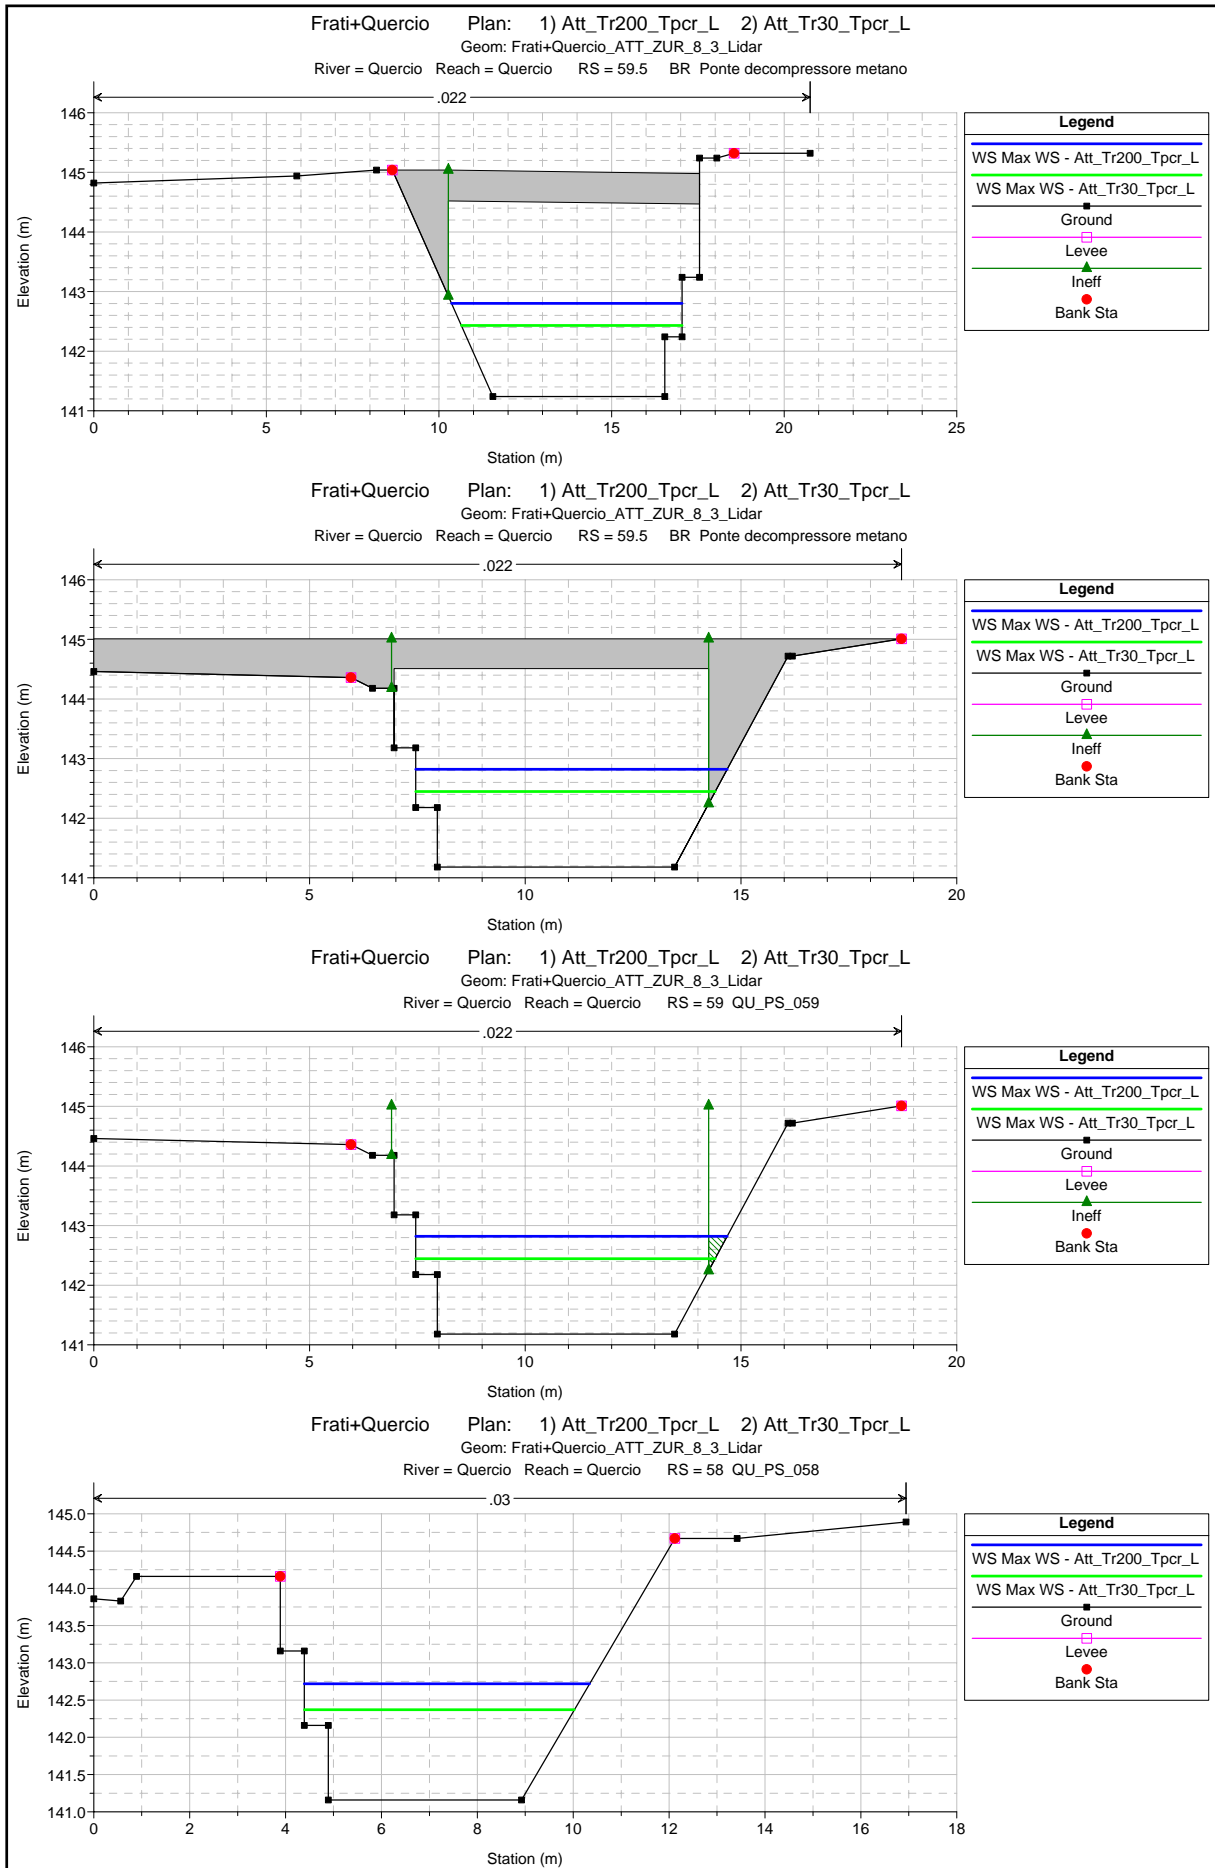 Frati+Quercio Plan: 1) Att_Tr200_Tpcr_L 2) Att_Tr30_Tpcr_L
Geom: Frati+Quercio_ATT_ZUR_8_3_Lidar
River = Quercio Reach = Quercio RS = 59.5 BR Ponte decompressore metano
.022
146
145
144
143
142
141
Elevation (m)
0 5 10 15 20 25
Station (m)
Legend
WS Max WS - Att_Tr200_Tpcr_L
WS Max WS - Att_Tr30_Tpcr_L
Ground
Levee
Ineff
Bank Sta
Frati+Quercio Plan: 1) Att_Tr200_Tpcr_L 2) Att_Tr30_Tpcr_L
Geom: Frati+Quercio_ATT_ZUR_8_3_Lidar
River = Quercio Reach = Quercio RS = 59.5 BR Ponte decompressore metano
.022
146
145
144
143
142
141
Elevation (m)
0 5 10 15 20
Station (m)
Legend
WS Max WS - Att_Tr200_Tpcr_L
WS Max WS - Att_Tr30_Tpcr_L
Ground
Levee
Ineff
Bank Sta
Frati+Quercio Plan: 1) Att_Tr200_Tpcr_L 2) Att_Tr30_Tpcr_L
Geom: Frati+Quercio_ATT_ZUR_8_3_Lidar
River = Quercio Reach = Quercio RS = 59 QU_PS_059
.022
146
145
144
143
142
141
Elevation (m)
0 5 10 15 20
Station (m)
Legend
WS Max WS - Att_Tr200_Tpcr_L
WS Max WS - Att_Tr30_Tpcr_L
Ground
Levee
Ineff
Bank Sta
Frati+Quercio Plan: 1) Att_Tr200_Tpcr_L 2) Att_Tr30_Tpcr_L
Geom: Frati+Quercio_ATT_ZUR_8_3_Lidar
River = Quercio Reach = Quercio RS = 58 QU_PS_058
.03
145.0
144.5
144.0
143.5
143.0
142.5
142.0
141.5
141.0
Elevation (m)
0 2 4 6 8 10 12 14 16 18
Station (m)
Legend
WS Max WS - Att_Tr200_Tpcr_L
WS Max WS - Att_Tr30_Tpcr_L
Ground
Levee
Bank Sta